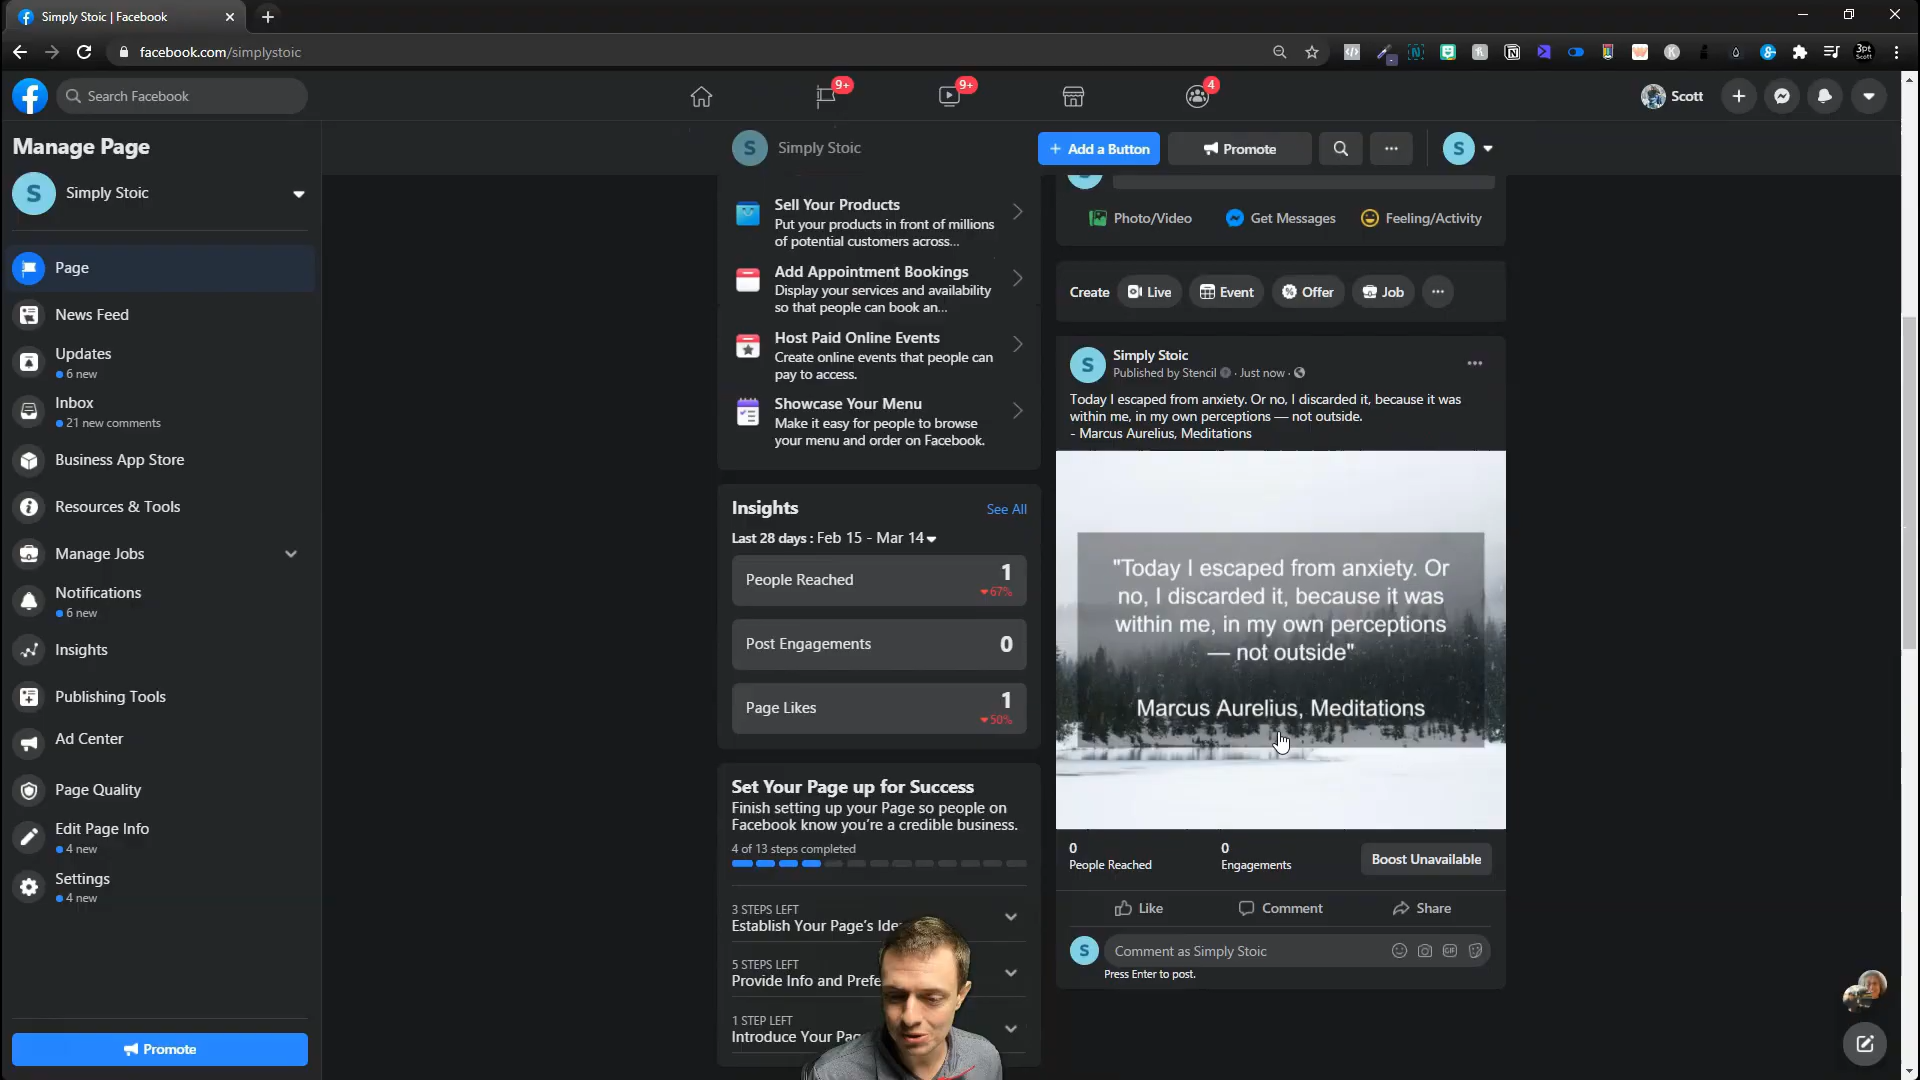 Simply Stoic | Facebook
facebook.com/simplystoic
3pt
Scott
Search Facebook
9+
9+
4
Scott
Manage Page
Simply Stoic
Page
News Feed
Updates
6 new
Inbox
21 new comments
Business App Store
Resources & Tools
Manage Jobs
Notifications
6 new
Insights
Publishing Tools
Ad Center
Page Quality
Edit Page Info
4 new
Settings
4 new
Promote
S
Simply Stoic
+ Add a Button
Promote
S
Sell Your Products
Put your products in front of millions
of potential customers across...
Add Appointment Bookings
Display your services and availability
so that people can book an...
Host Paid Online Events
Create online events that people can
pay to access.
Showcase Your Menu
Make it easy for people to browse
your menu and order on Facebook.
Insights
See All
Last 28 days : Feb 15 - Mar 14
People Reached
1
67%
Post Engagements
0
Page Likes
1
50%
Set Your Page up for Success
Finish setting up your Page so people on
Facebook know you're a credible business.
4 of 13 steps completed
3 STEPS LEFT
Establish Your Page's
5 STEPS LEFT
Provide Info and
1 STEP LEFT
Introduce Your
Photo/Video
Get Messages
Feeling/Activity
Create
Live
Event
Offer
Job
S
Simply Stoic
Published by Stencil · Just now ·
Today I escaped from anxiety. Or no, I discarded it, because it was
within me, in my own perceptions — not outside.
- Marcus Aurelius, Meditations
"Today I escaped from anxiety. Or
no, I discarded it, because it was
within me, in my own perceptions
— not outside"
Marcus Aurelius, Meditations
0
People Reached
0
Engagements
Boost Unavailable
Like
Comment
Share
S
Comment as Simply Stoic
GIF
Press Enter to post.